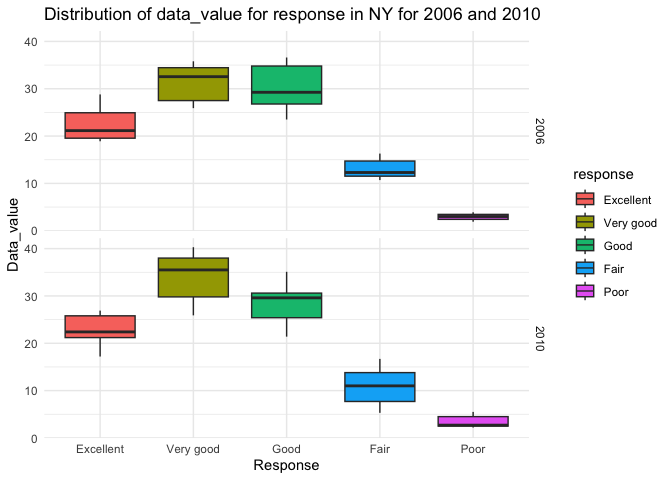 Distribution of data_value for response in NY for 2006 and 2010
Data_value
40
30
20
10
0
2006
40
30
20
10
0
2010
Excellent
Very good
Good
Fair
Poor
Response
response
Excellent
Very good
Good
Fair
Poor